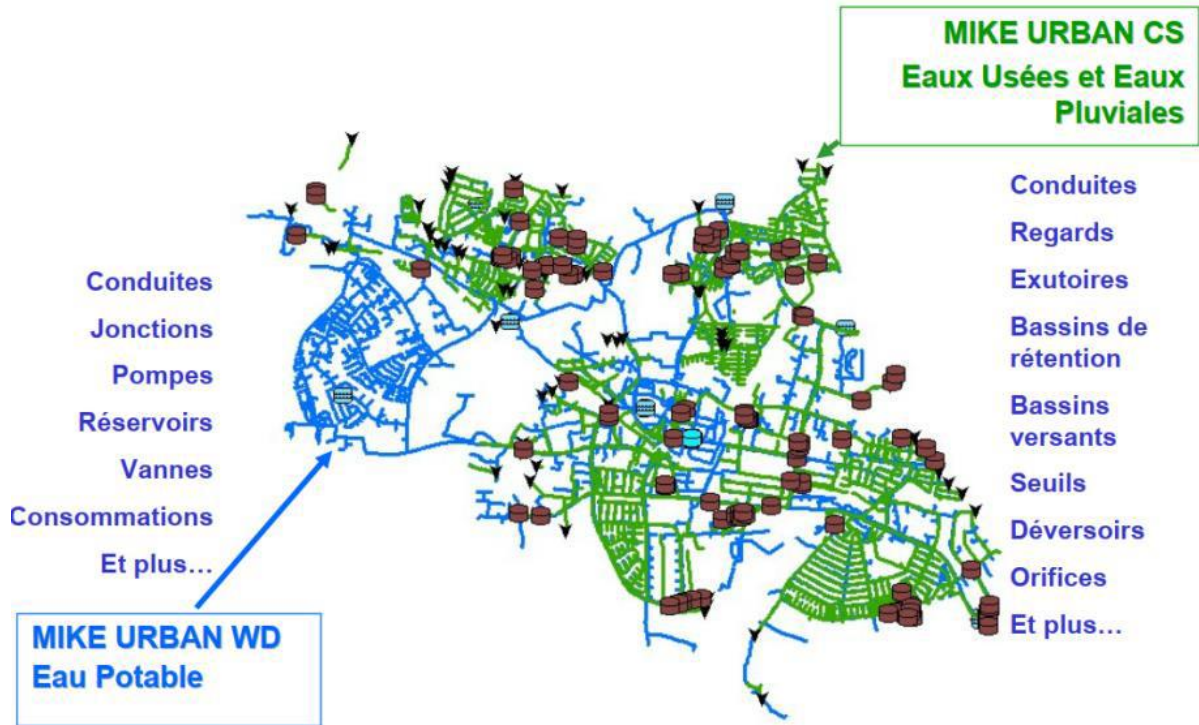 MIKE URBAN CS
Eaux Usées et Eaux
Pluviales
Conduites
Regards
Exutoires
Bassins de
rétention
Bassins
versants
Seuils
Déversoirs
Orifices
Et plus…
Conduites
Jonctions
Pompes
Réservoirs
Vannes
Consommations
Et plus…
MIKE URBAN WD
Eau Potable